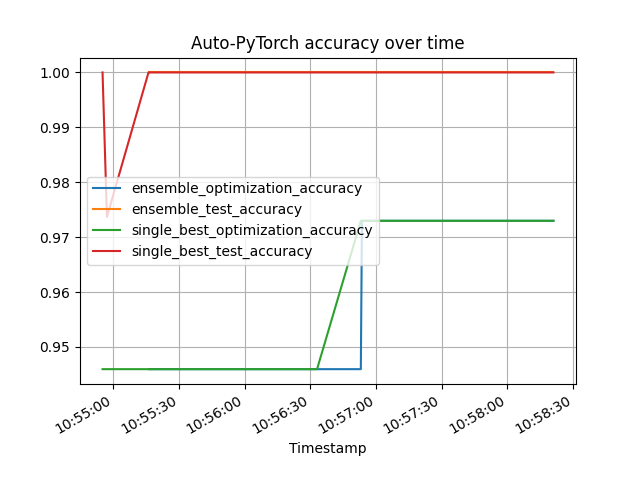 Auto-PyTorch accuracy over time
1.00
0.99
0.98
0.97
0.96
0.95
ensemble_optimization_accuracy
ensemble_test_accuracy
single_best_optimization_accuracy
single_best_test_accuracy
10:55:00
10:55:30
10:56:00
10:56:30
10:57:00
10:57:30
10:58:00
10:58:30
Timestamp